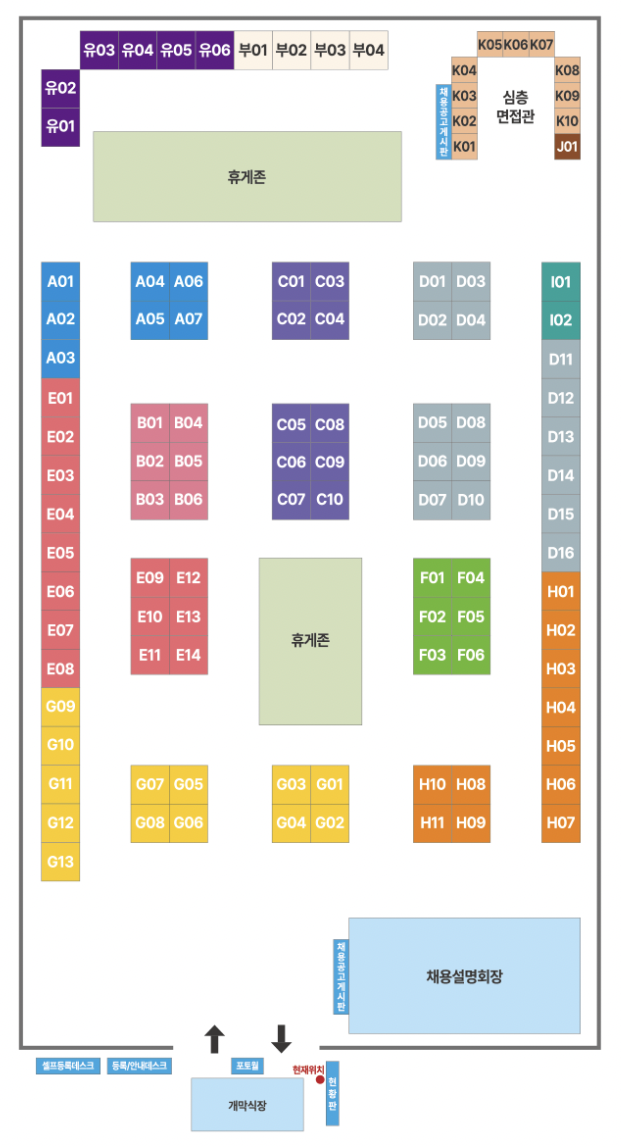 유03 유04 유05 유06 부01 부02 부03 부04
유02
유01
K05 K06 K07
K04 K08
K03 K09
K02 K10
K01 J01
심층
면접관
채용공고게시판
휴게존
A01 A04 A06 C01 C03 D01 D03 I01
A02 A05 A07 C02 C04 D02 D04 I02
A03 D11
E01 D12
E02 B01 B04 C05 C08 D05 D08 D13
E03 B02 B05 C06 C09 D06 D09 D14
E04 B03 B06 C07 C10 D07 D10 D15
E05 D16
E06 E09 E12 F01 F04 H01
E07 E10 E13 휴게존 F02 F05 H02
E08 E11 E14 F03 F06 H03
G09 H04
G10 H05
G11 G07 G05 G03 G01 H10 H08 H06
G12 G08 G06 G04 G02 H11 H09 H07
G13
채용공고게시판
채용설명회장
셀프등록데스크 등록/안내데스크 포토월 현재위치
현황판
개막식장